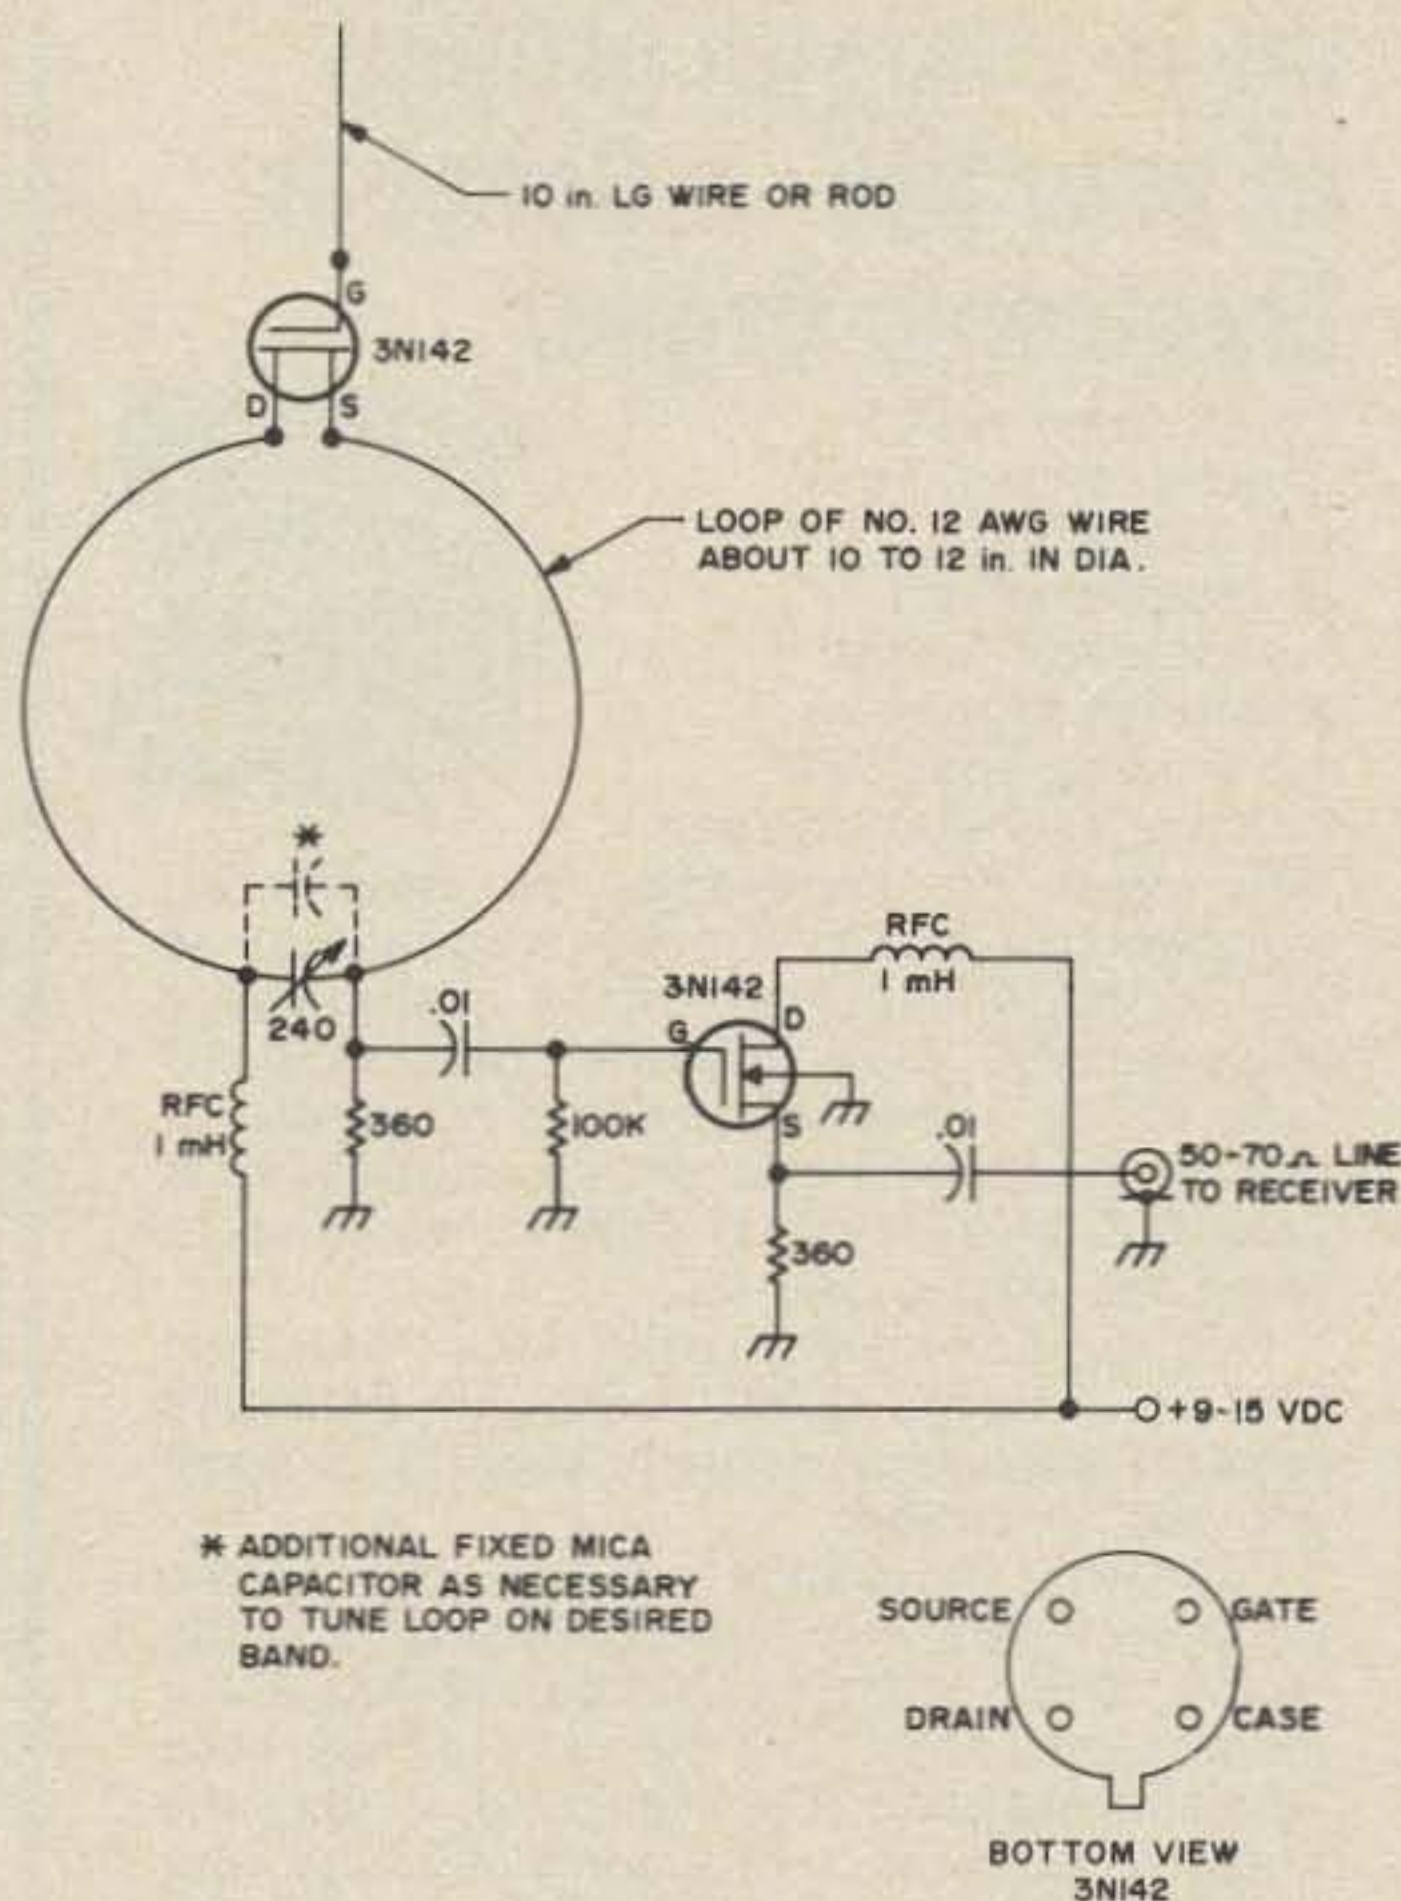 10 in. LG WIRE OR ROD
G
3N142
D
S
LOOP OF NO. 12 AWG WIRE
ABOUT 10 TO 12 in. IN DIA.
*
240
.01
RFC
1 mH
360
100K
3N142
G
D
S
RFC
1 mH
360
.01
50-70Ω LINE
TO RECEIVER
+9-15 VDC
* ADDITIONAL FIXED MICA
CAPACITOR AS NECESSARY
TO TUNE LOOP ON DESIRED
BAND.
SOURCE
GATE
DRAIN
CASE
BOTTOM VIEW
3N142